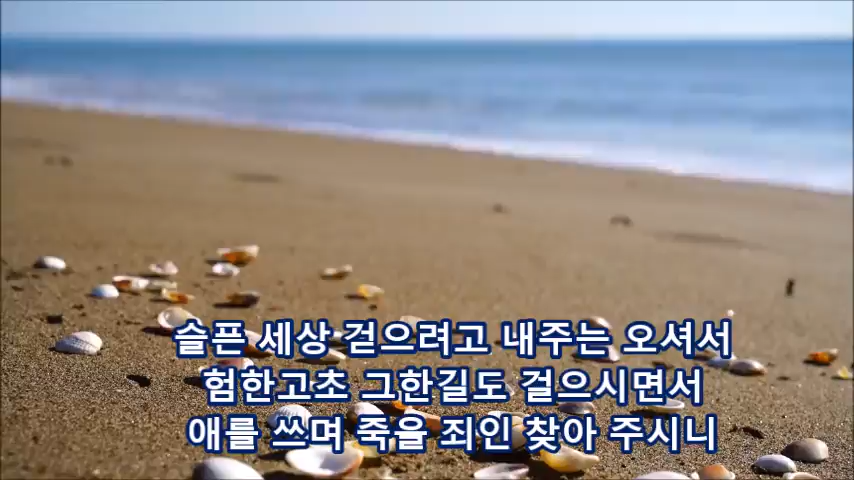 슬픈 세상 걸으려고 내주는 오셔서
험한고초 그한길도 걸으시면서
애를 쓰며 죽을 죄인 찾아 주시니